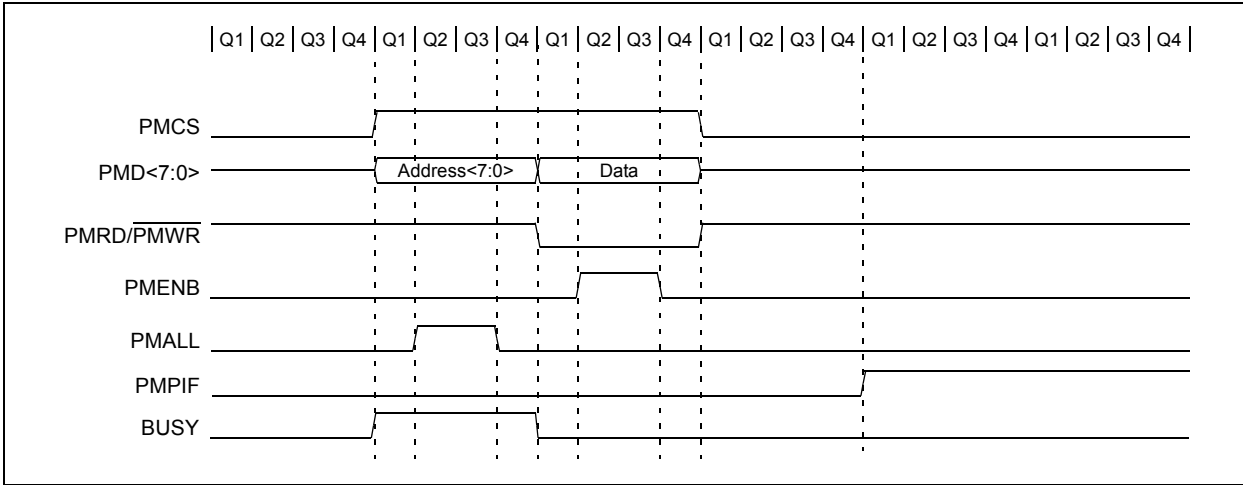 Q1 Q2 Q3 Q4 Q1 Q2 Q3 Q4 Q1 Q2 Q3 Q4 Q1 Q2 Q3 Q4 Q1 Q2 Q3 Q4 Q1 Q2 Q3 Q4
PMCS
PMD<7:0> Address<7:0> Data
PMRD/PMWR
PMENB
PMALL
PMPIF
BUSY